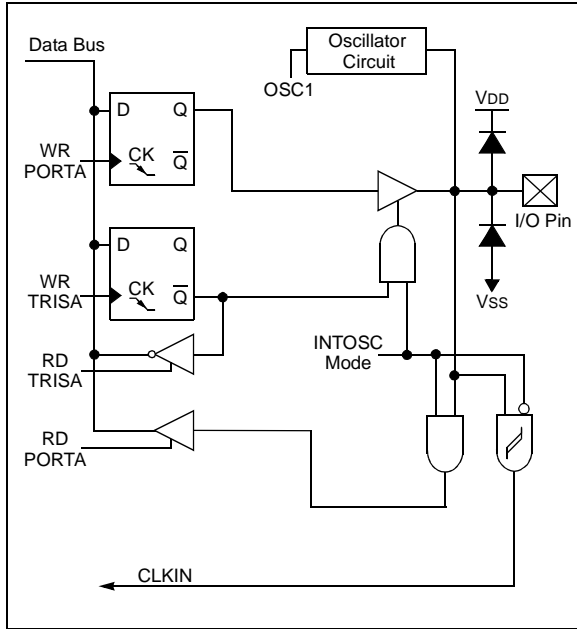 Data Bus
Oscillator
Circuit
OSC1
VDD
D Q
WR
PORTA
CK
Q
I/O Pin
D Q
WR
TRISA
CK
Q
VSS
RD
TRISA
INTOSC
Mode
RD
PORTA
CLKIN